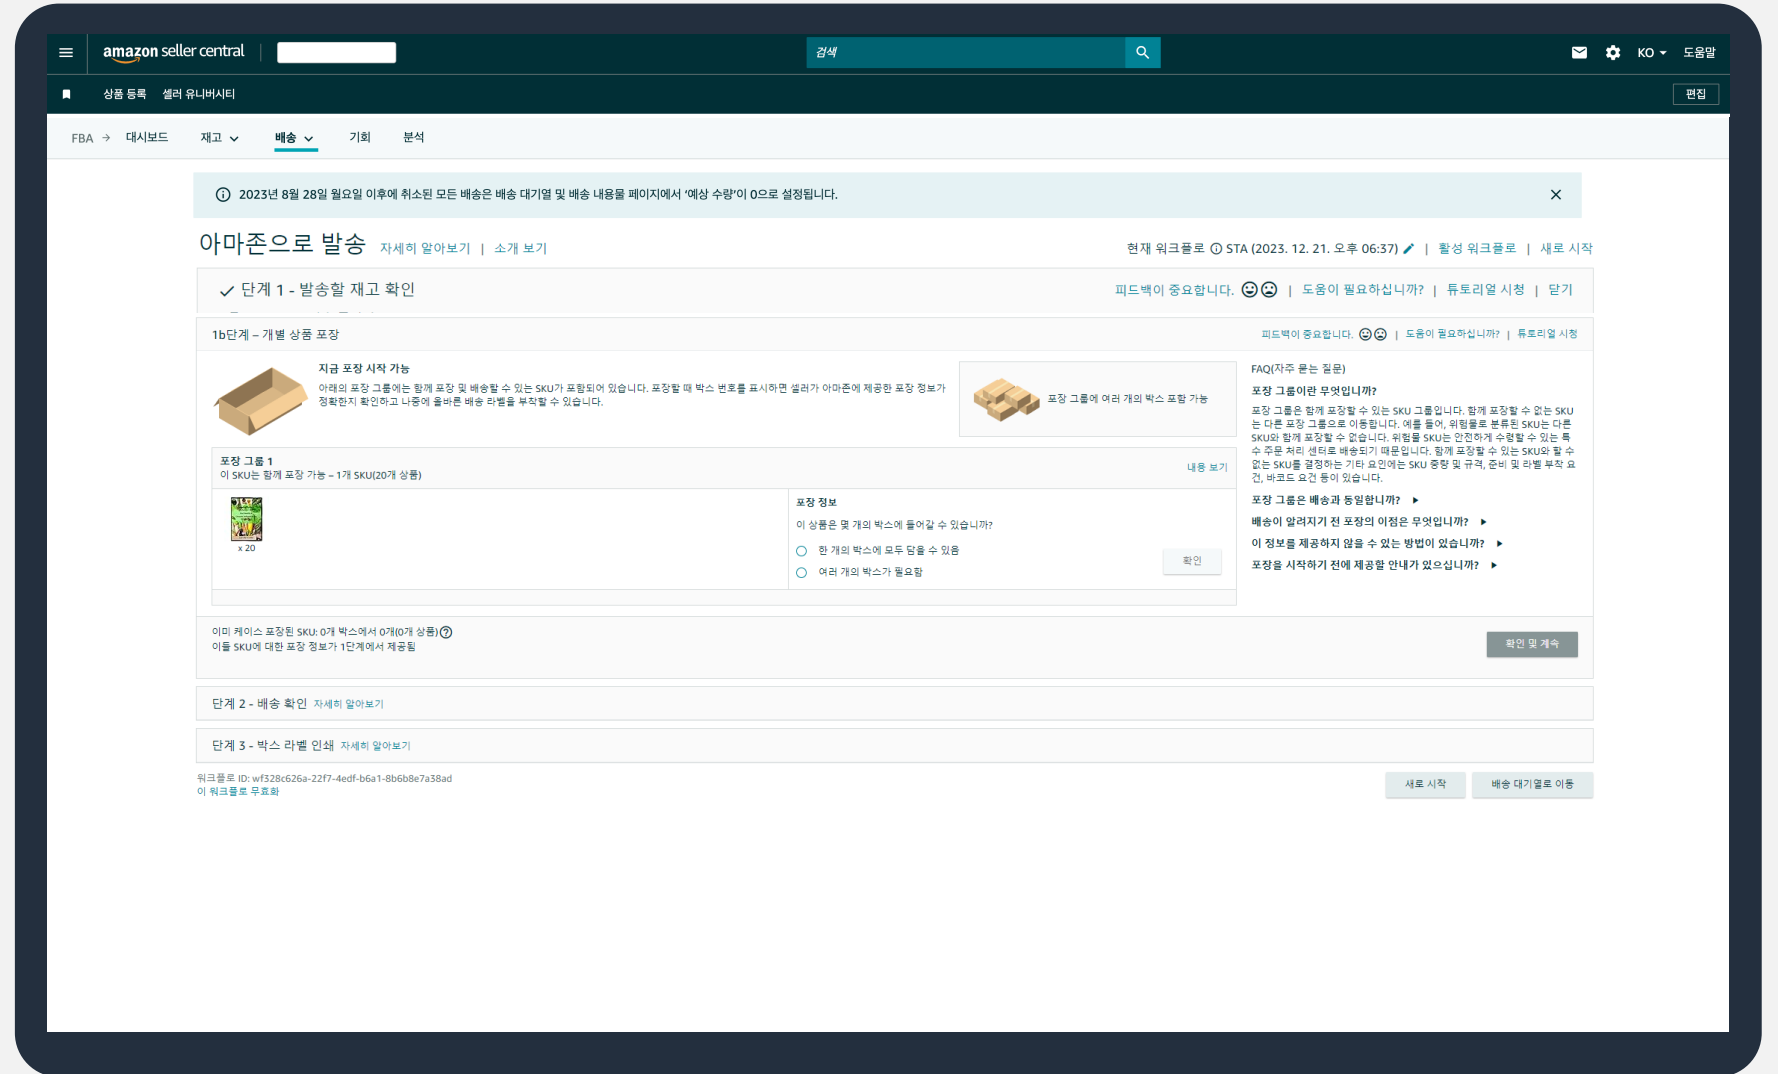 amazon seller central
검색
KO
도움말
상품 등록
셀러 유니버시티
편집
FBA → 대시보드
재고
배송
기회
분석
2023년 8월 28일 월요일 이후에 취소된 모든 배송은 배송 대기열 및 배송 내용물 페이지에서 '예상 수량'이 0으로 설정됩니다.
아마존으로 발송 자세히 알아보기 | 소개 보기
현재 워크플로 STA (2023. 12. 21. 오후 06:37) | 활성 워크플로 | 새로 시작
단계 1 - 발송할 재고 확인
피드백이 중요합니다. | 도움이 필요하십니까? | 튜토리얼 시청 | 닫기
1b단계 – 개별 상품 포장
피드백이 중요합니다. | 도움이 필요하십니까? | 튜토리얼 시청
지금 포장 시작 가능
아래의 포장 그룹에는 함께 포장 및 배송할 수 있는 SKU가 포함되어 있습니다. 포장할 때 박스 번호를 표시하면 셀러가 아마존에 제공한 포장 정보가
정확한지 확인하고 나중에 올바른 배송 라벨을 부착할 수 있습니다.
포장 그룹에 여러 개의 박스 포함 가능
포장 그룹 1
이 SKU는 함께 포장 가능 – 1개 SKU(20개 상품)
내용 보기
x 20
포장 정보
이 상품은 몇 개의 박스에 들어갈 수 있습니까?
한 개의 박스에 모두 담을 수 있음
여러 개의 박스가 필요함
확인
FAQ(자주 묻는 질문)
포장 그룹이란 무엇입니까?
포장 그룹은 함께 포장할 수 있는 SKU 그룹입니다. 함께 포장할 수 없는 SKU
는 다른 포장 그룹으로 이동합니다. 예를 들어, 위험물로 분류된 SKU는 다른
SKU와 함께 포장할 수 없습니다. 위험물 SKU는 안전하게 수령할 수 있는 특
수 주문 처리 센터로 배송되기 때문입니다. 함께 포장할 수 있는 SKU와 할 수
없는 SKU를 결정하는 기타 요인에는 SKU 중량 및 규격, 준비 및 라벨 부착 요
건, 바코드 요건 등이 있습니다.
포장 그룹은 배송과 동일합니까?
배송이 알려지기 전 포장의 이점은 무엇입니까?
이 정보를 제공하지 않을 수 있는 방법이 있습니까?
포장을 시작하기 전에 제공할 안내가 있으십니까?
이미 케이스 포장된 SKU: 0개 박스에서 0개(0개 상품)
이들 SKU에 대한 포장 정보가 1단계에서 제공됨
확인 및 계속
단계 2 - 배송 확인 자세히 알아보기
단계 3 - 박스 라벨 인쇄 자세히 알아보기
워크플로 ID: wf328c626a-22f7-4edf-b6a1-8b6b8e7a38ad
이 워크플로 무효화
새로 시작
배송 대기열로 이동